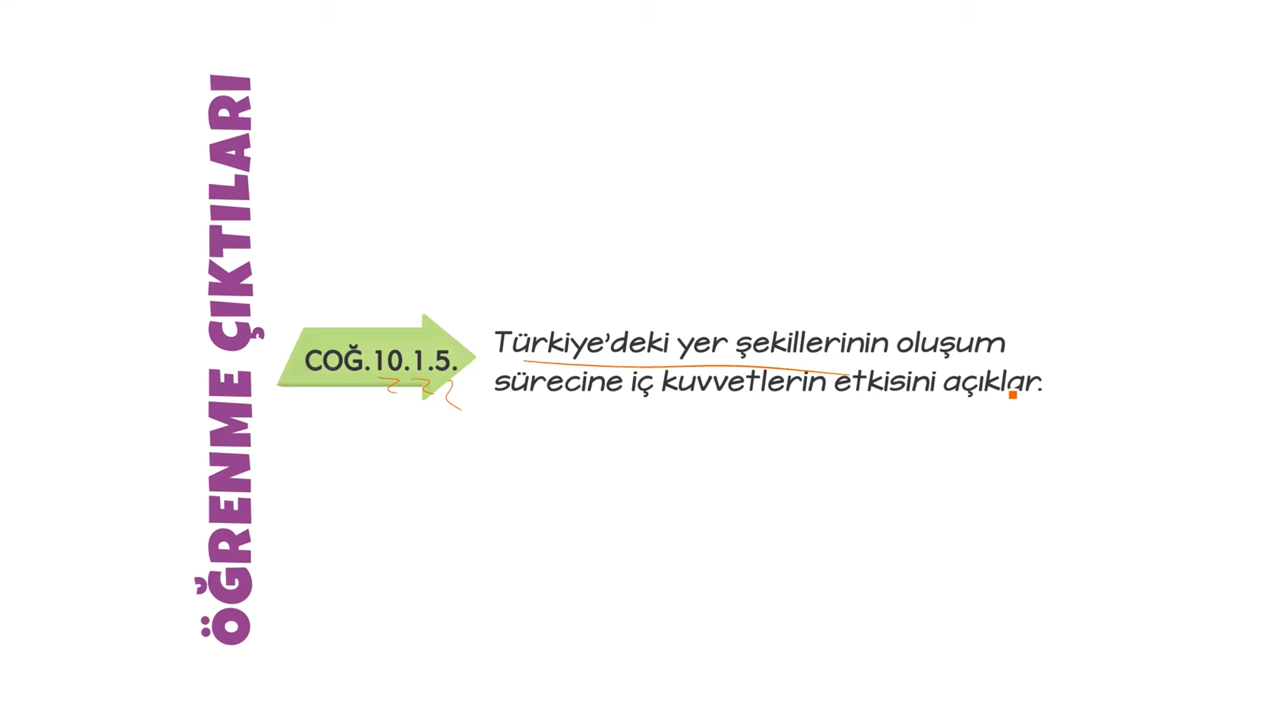 ÖĞRENME ÇIKTILARI
COĞ.10.1.5.
Türkiye'deki yer şekillerinin oluşum
sürecine iç kuvvetlerin etkisini açıklar.